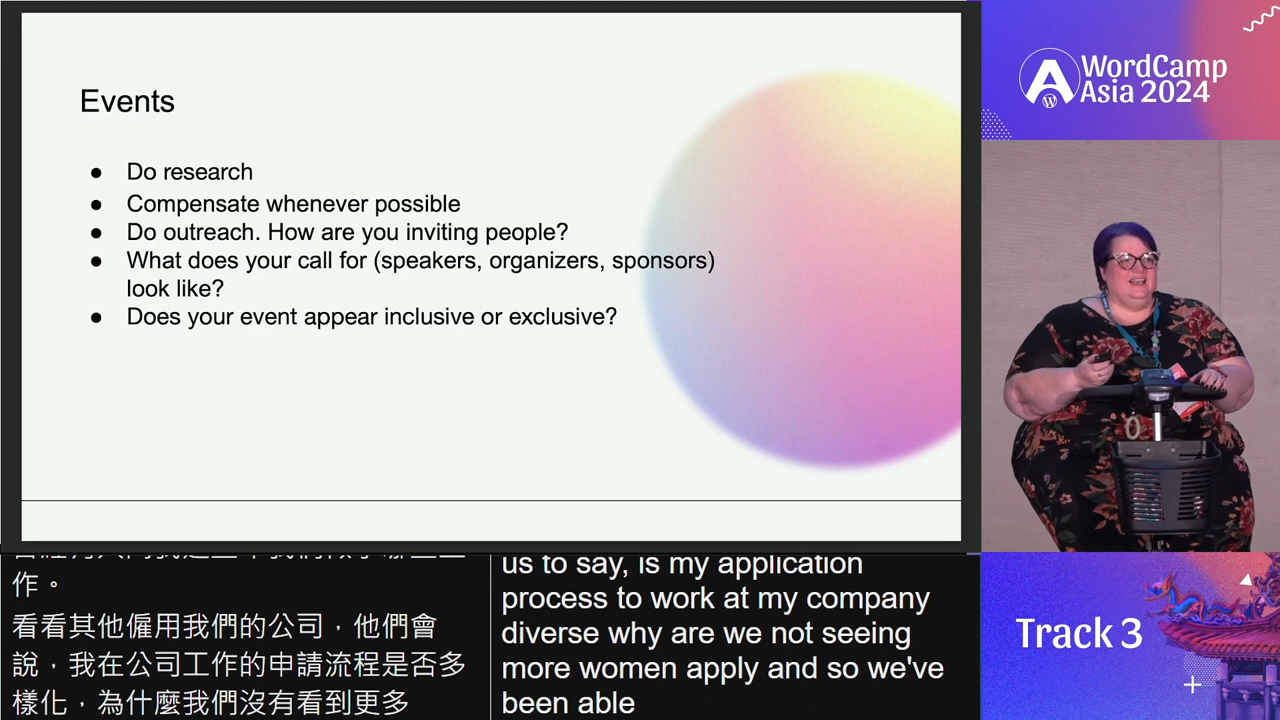 Events
● Do research
● Compensate whenever possible
● Do outreach. How are you inviting people?
● What does your call for (speakers, organizers, sponsors)
look like?
● Does your event appear inclusive or exclusive?
WordCamp
Asia 2024
作。
看看其他僱用我們的公司，他們會
說，我在公司工作的申請流程是否多
樣化，為什麼我們沒有看到更多
us to say, is my application
process to work at my company
diverse why are we not seeing
more women apply and so we've
been able
Track 3